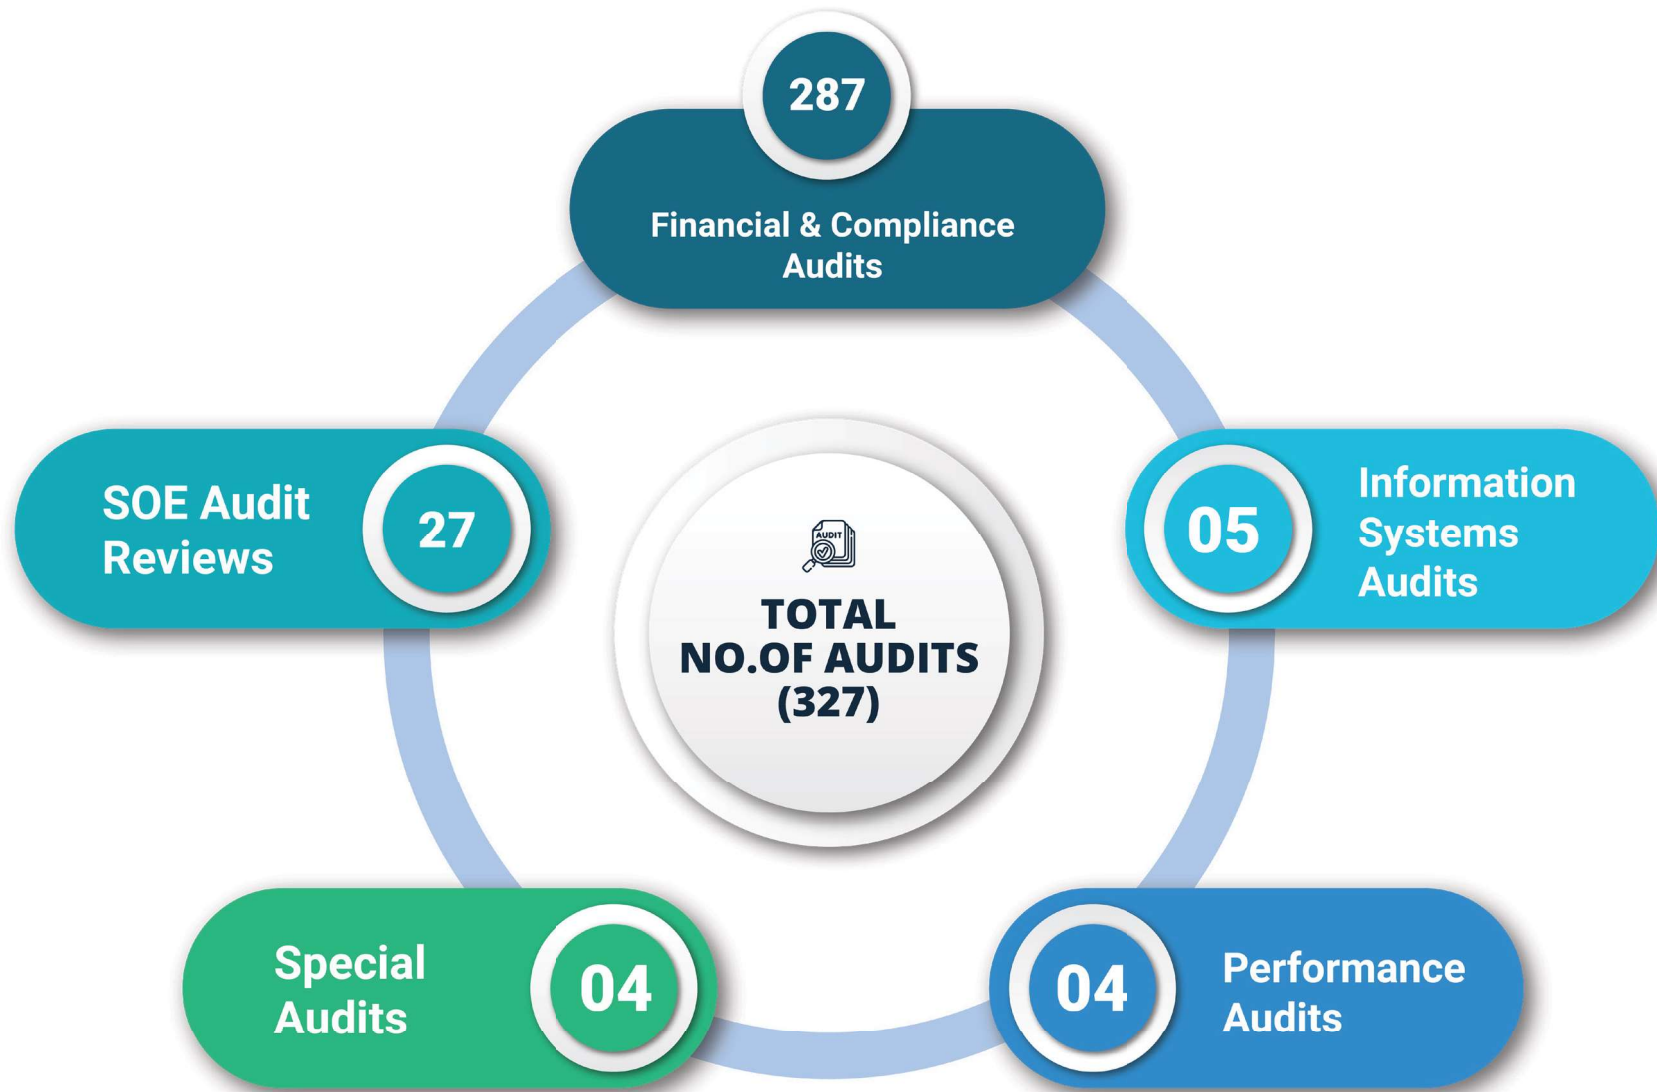 287
Financial & Compliance
Audits
SOE Audit
Reviews
27
05
Information
Systems
Audits
AUDIT
TOTAL
NO.OF AUDITS
(327)
Special
Audits
04
04
Performance
Audits